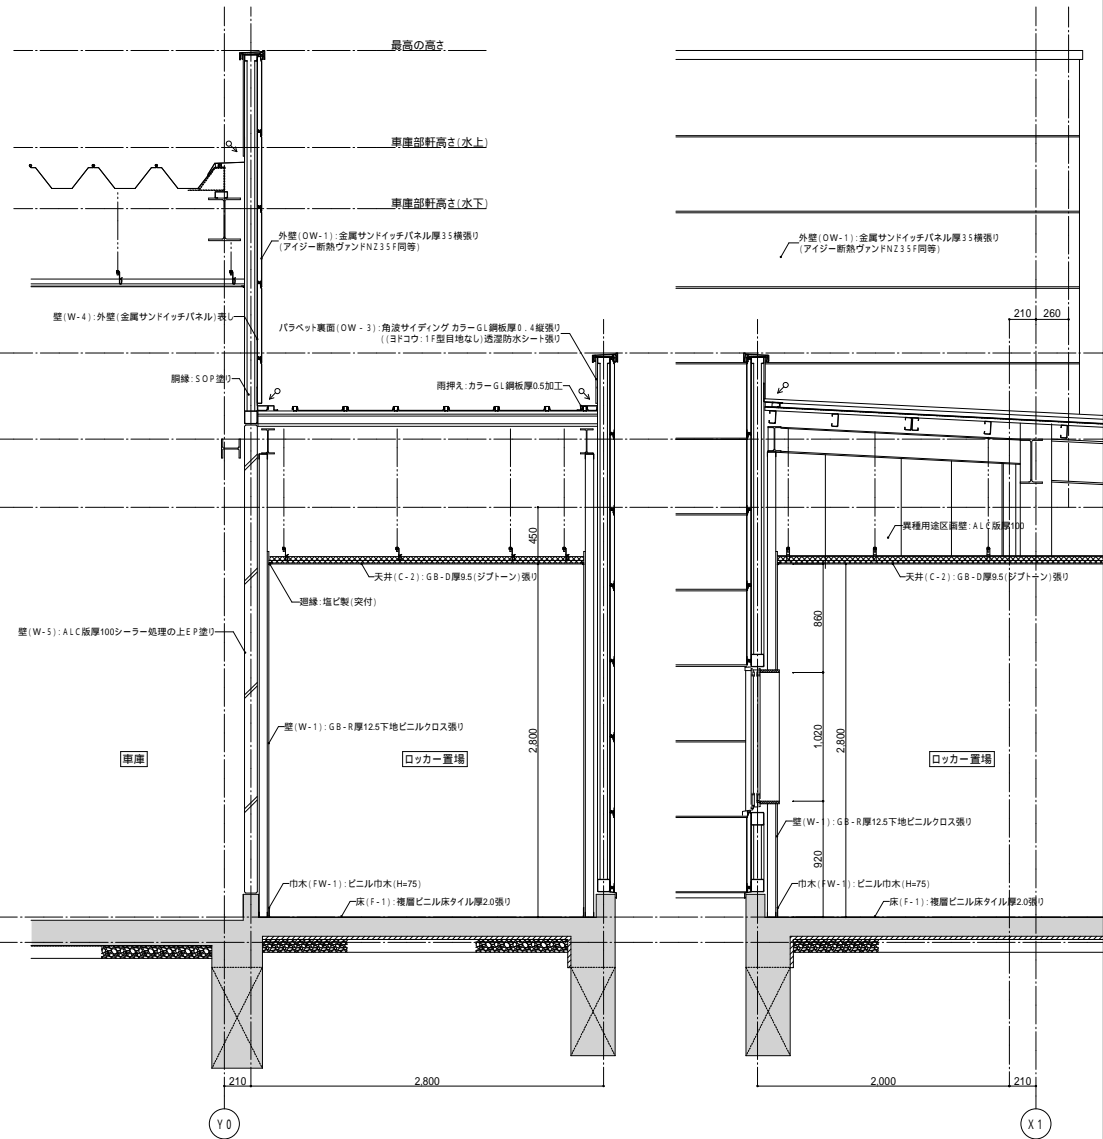 最高の高さ
車庫部軒高さ(水上)
車庫部軒高さ(水下)
外壁(OW-1):金属サンドイッチパネル厚35横張り
(アイジー断熱ヴァンドNZ35F同等)
外壁(OW-1):金属サンドイッチパネル厚35横張り
(アイジー断熱ヴァンドNZ35F同等)
壁(W-4):外壁(金属サンドイッチパネル)表し
パラペット裏面(OW-3):角波サイディング カラーGL鋼板厚0.4縦張り
((ヨドコウ:1F型目地なし)透湿防水シート張り
210
260
胴縁:SOP塗り
雨押え:カラーGL鋼板厚0.5加工
450
異種用途区画壁:ALC版厚100
天井(C-2):GB-D厚9.5(ジプトーン)張り
天井(C-2):GB-D厚9.5(ジプトーン)張り
廻縁:塩ビ製(突付)
860
壁(W-5):ALC版厚100シーラー処理の上EP塗り
壁(W-1):GB-R厚12.5下地ビニルクロス張り
2,800
1,020
2,800
車庫
ロッカー置場
ロッカー置場
壁(W-1):GB-R厚12.5下地ビニルクロス張り
920
巾木(FW-1):ビニル巾木(H=75)
巾木(FW-1):ビニル巾木(H=75)
床(F-1):複層ビニル床タイル厚2.0張り
床(F-1):複層ビニル床タイル厚2.0張り
210
2,800
2,000
210
Y0
X1